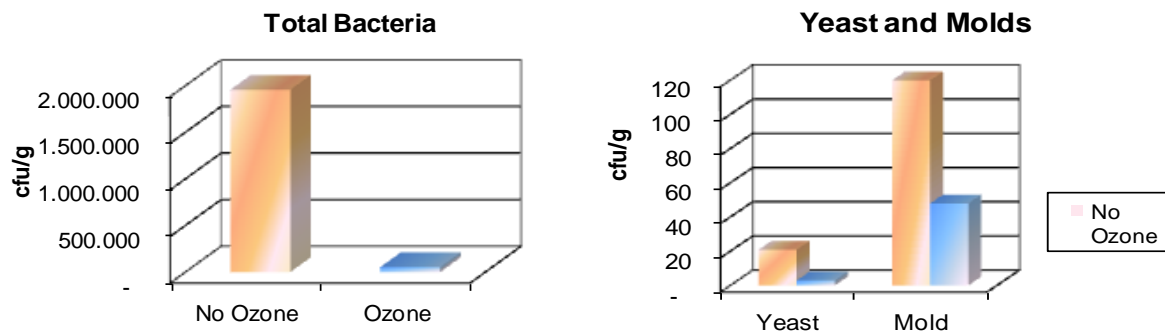 Total Bacteria
cfu/g
2.000.000
1.500.000
1.000.000
500.000
-
No Ozone
Ozone
Yeast and Molds
cfu/g
120
100
80
60
40
20
-
Yeast
Mold
No
Ozone